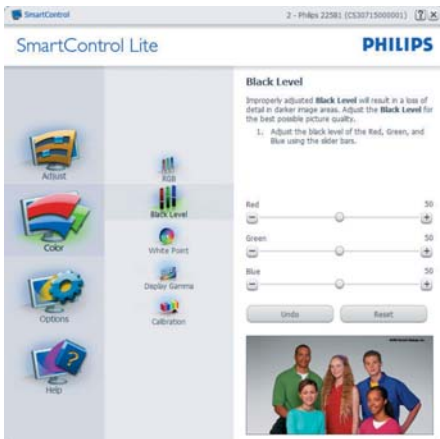 SmartControl
2 - Philips 22581 (CS30715000001)
SmartControl Lite
PHILIPS
Adjust
Color
Options
Help
RGB
Black Level
White Point
Display Gamma
Calibration
Black Level
Improperly adjusted Black Level will result in a loss of
detail in darker image areas. Adjust the Black Level for
the best possible picture quality.
1. Adjust the black level of the Red, Green, and
Blue using the slider bars.
Red 50
Green 50
Blue 50
Undo Reset